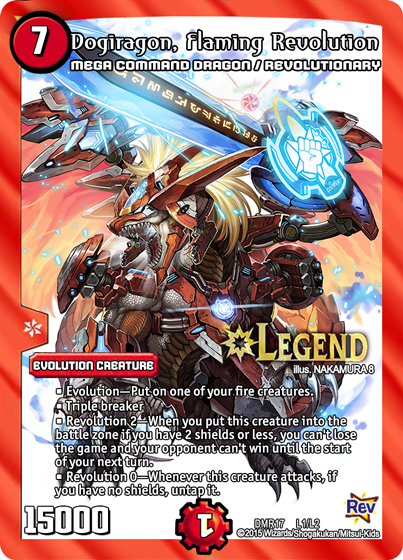 7
Dogiragon, Flaming Revolution
MEGA COMMAND DRAGON / REVOLUTIONARY
LEGEND
illus. NAKAMURA 8
EVOLUTION CREATURE
▪ Evolution—Put on one of your fire creatures.
▪ Triple breaker
▪ Revolution 2—When you put this creature into the
battle zone if you have 2 shields or less, you can't lose
the game and your opponent can't win until the start
of your next turn.
▪ Revolution 0—Whenever this creature attacks, if
you have no shields, untap it.
15000
1
Rev
DMR17 L1/L2
©2015 Wizards/Shogakukan/Mitsui-Kids